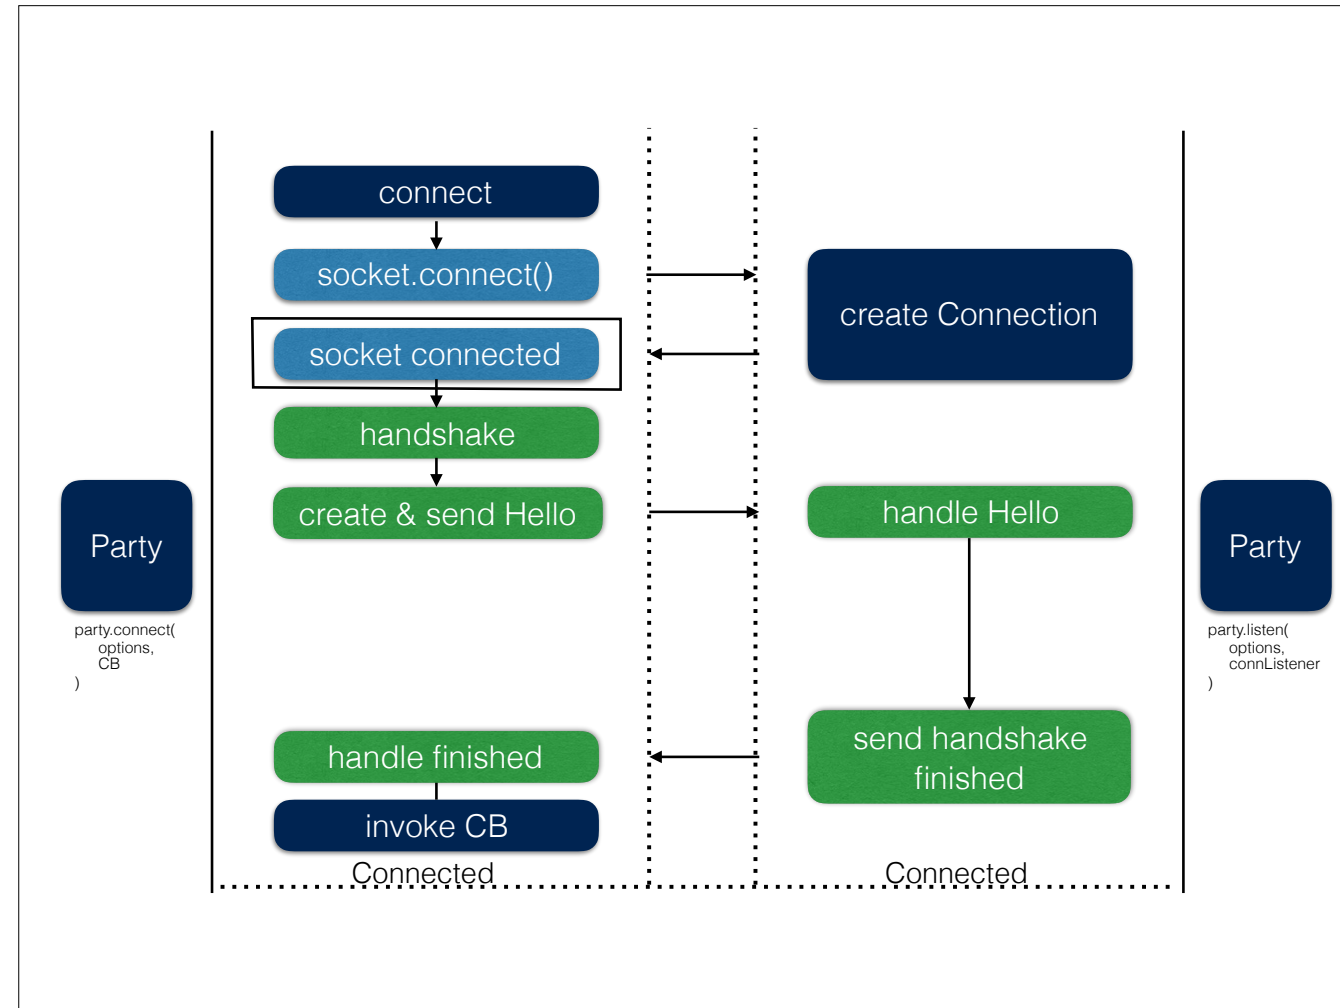 connect
socket.connect()
create Connection
socket connected
handshake
create & send Hello
handle Hello
Party
party.connect(
options,
CB
)
Party
party.listen(
options,
connListener
)
send handshake
finished
handle finished
invoke CB
Connected
Connected